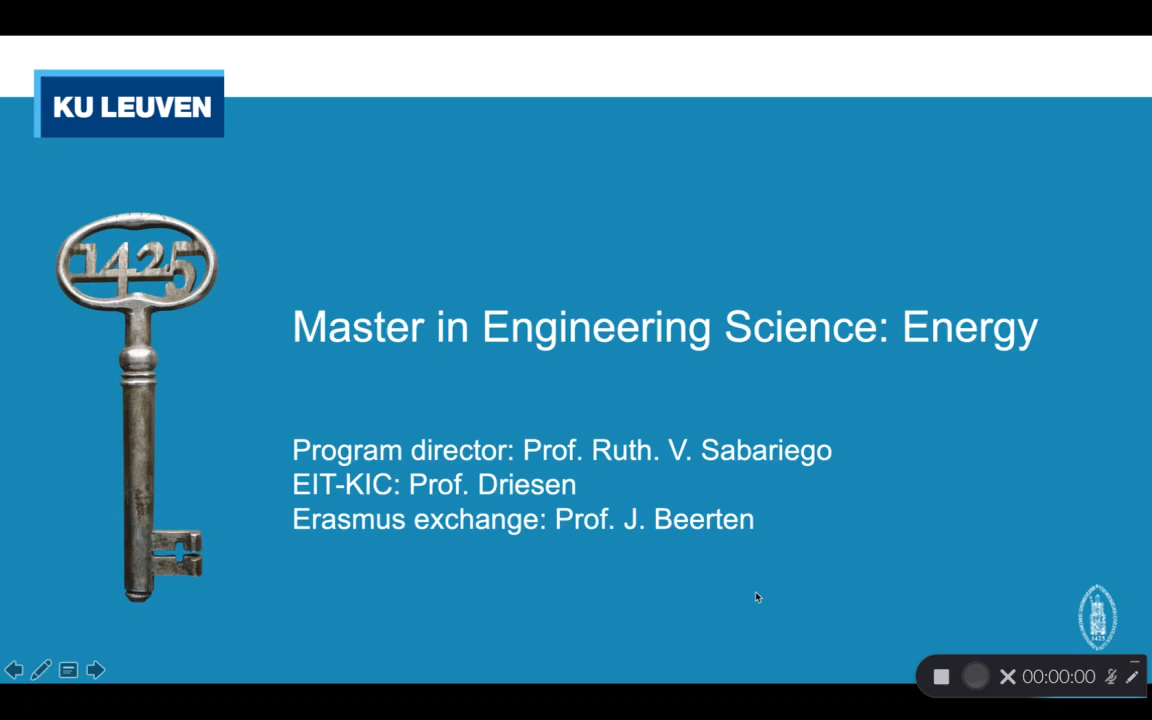 KU LEUVEN
1425
Master in Engineering Science: Energy
Program director: Prof. Ruth. V. Sabariego
EIT-KIC: Prof. Driesen
Erasmus exchange: Prof. J. Beerten
1425
00:00:00